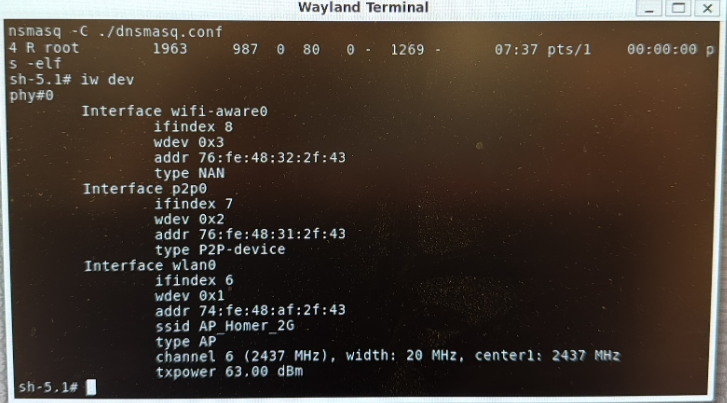 Wayland Terminal
nsmasq -C ./dnsmasq.conf
4 R root        1963     987  0  80   0 -  1269 -      07:37 pts/1    00:00:00 p
s -elf
sh-5.1# iw dev
phy#0
        Interface wifi-aware0
                ifindex 8
                wdev 0x3
                addr 76:fe:48:32:2f:43
                type NAN
        Interface p2p0
                ifindex 7
                wdev 0x2
                addr 76:fe:48:31:2f:43
                type P2P-device
        Interface wlan0
                ifindex 6
                wdev 0x1
                addr 74:fe:48:af:2f:43
                ssid AP_Homer_2G
                type AP
                channel 6 (2437 MHz), width: 20 MHz, center1: 2437 MHz
                txpower 63.00 dBm
sh-5.1#